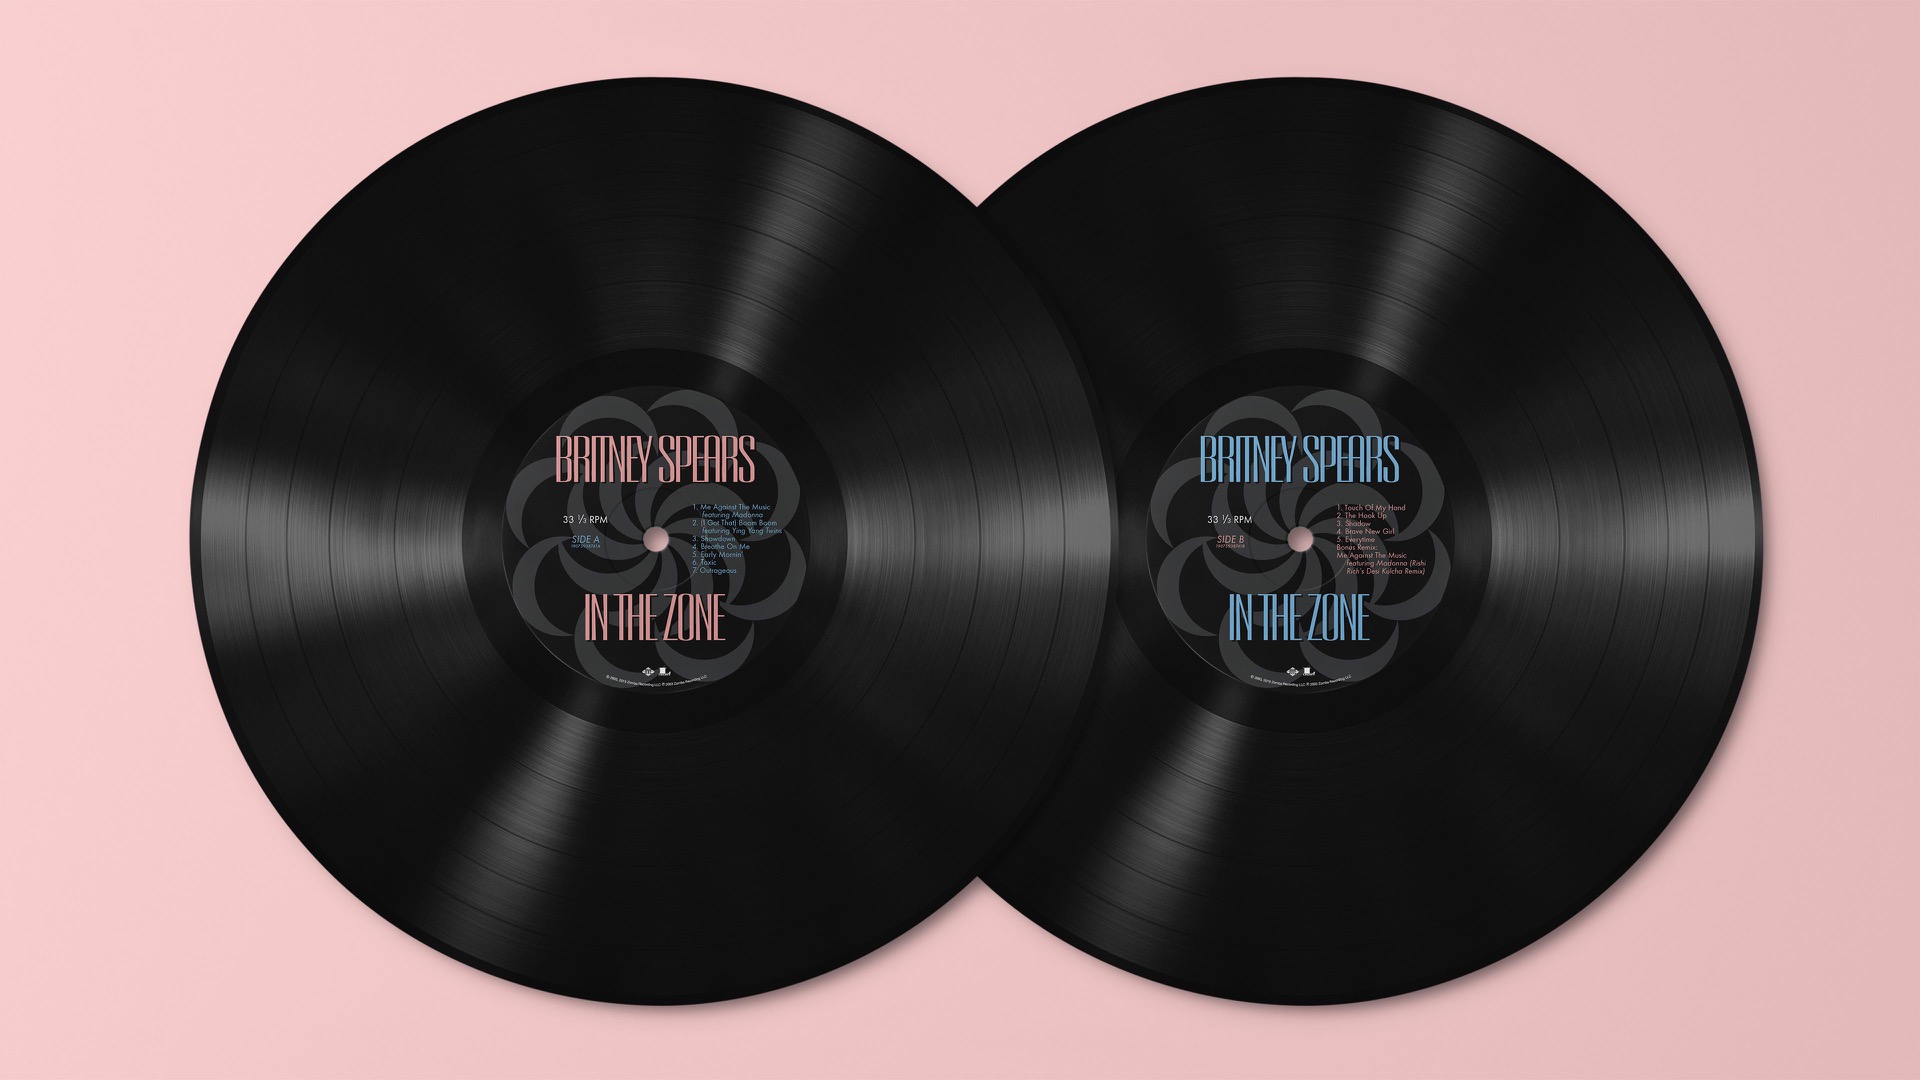 BRITNEY SPEARS
33 ⅓ RPM
SIDE A
1. Me Against The Music
featuring Madonna
2. (I Got That) Boom Boom
featuring Ying Yang Twins
3. Showdown
4. Breathe On Me
5. Early Mornin'
6. Toxic
7. Outrageous
IN THE ZONE
BRITNEY SPEARS
33 ⅓ RPM
SIDE B
1. Touch Of My Hand
2. The Hook Up
3. Shadow
4. Brave New Girl
5. Everytime
Bonus Remix:
Me Against The Music
featuring Madonna (Rishi
Rich's Desi Kulcha Remix)
IN THE ZONE